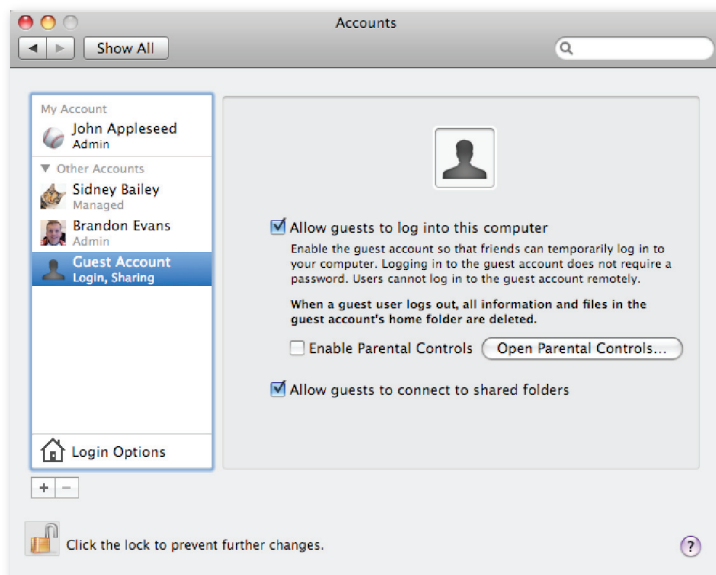 Accounts
Show All
My Account
John Appleseed
Admin
Other Accounts
Sidney Bailey
Managed
Brandon Evans
Admin
Guest Account
Login, Sharing
Login Options
Allow guests to log into this computer
Enable the guest account so that friends can temporarily log in to
your computer. Logging in to the guest account does not require a
password. Users cannot log in to the guest account remotely.
When a guest user logs out, all information and files in the
guest account's home folder are deleted.
Enable Parental Controls Open Parental Controls...
Allow guests to connect to shared folders
+ −
Click the lock to prevent further changes.
?